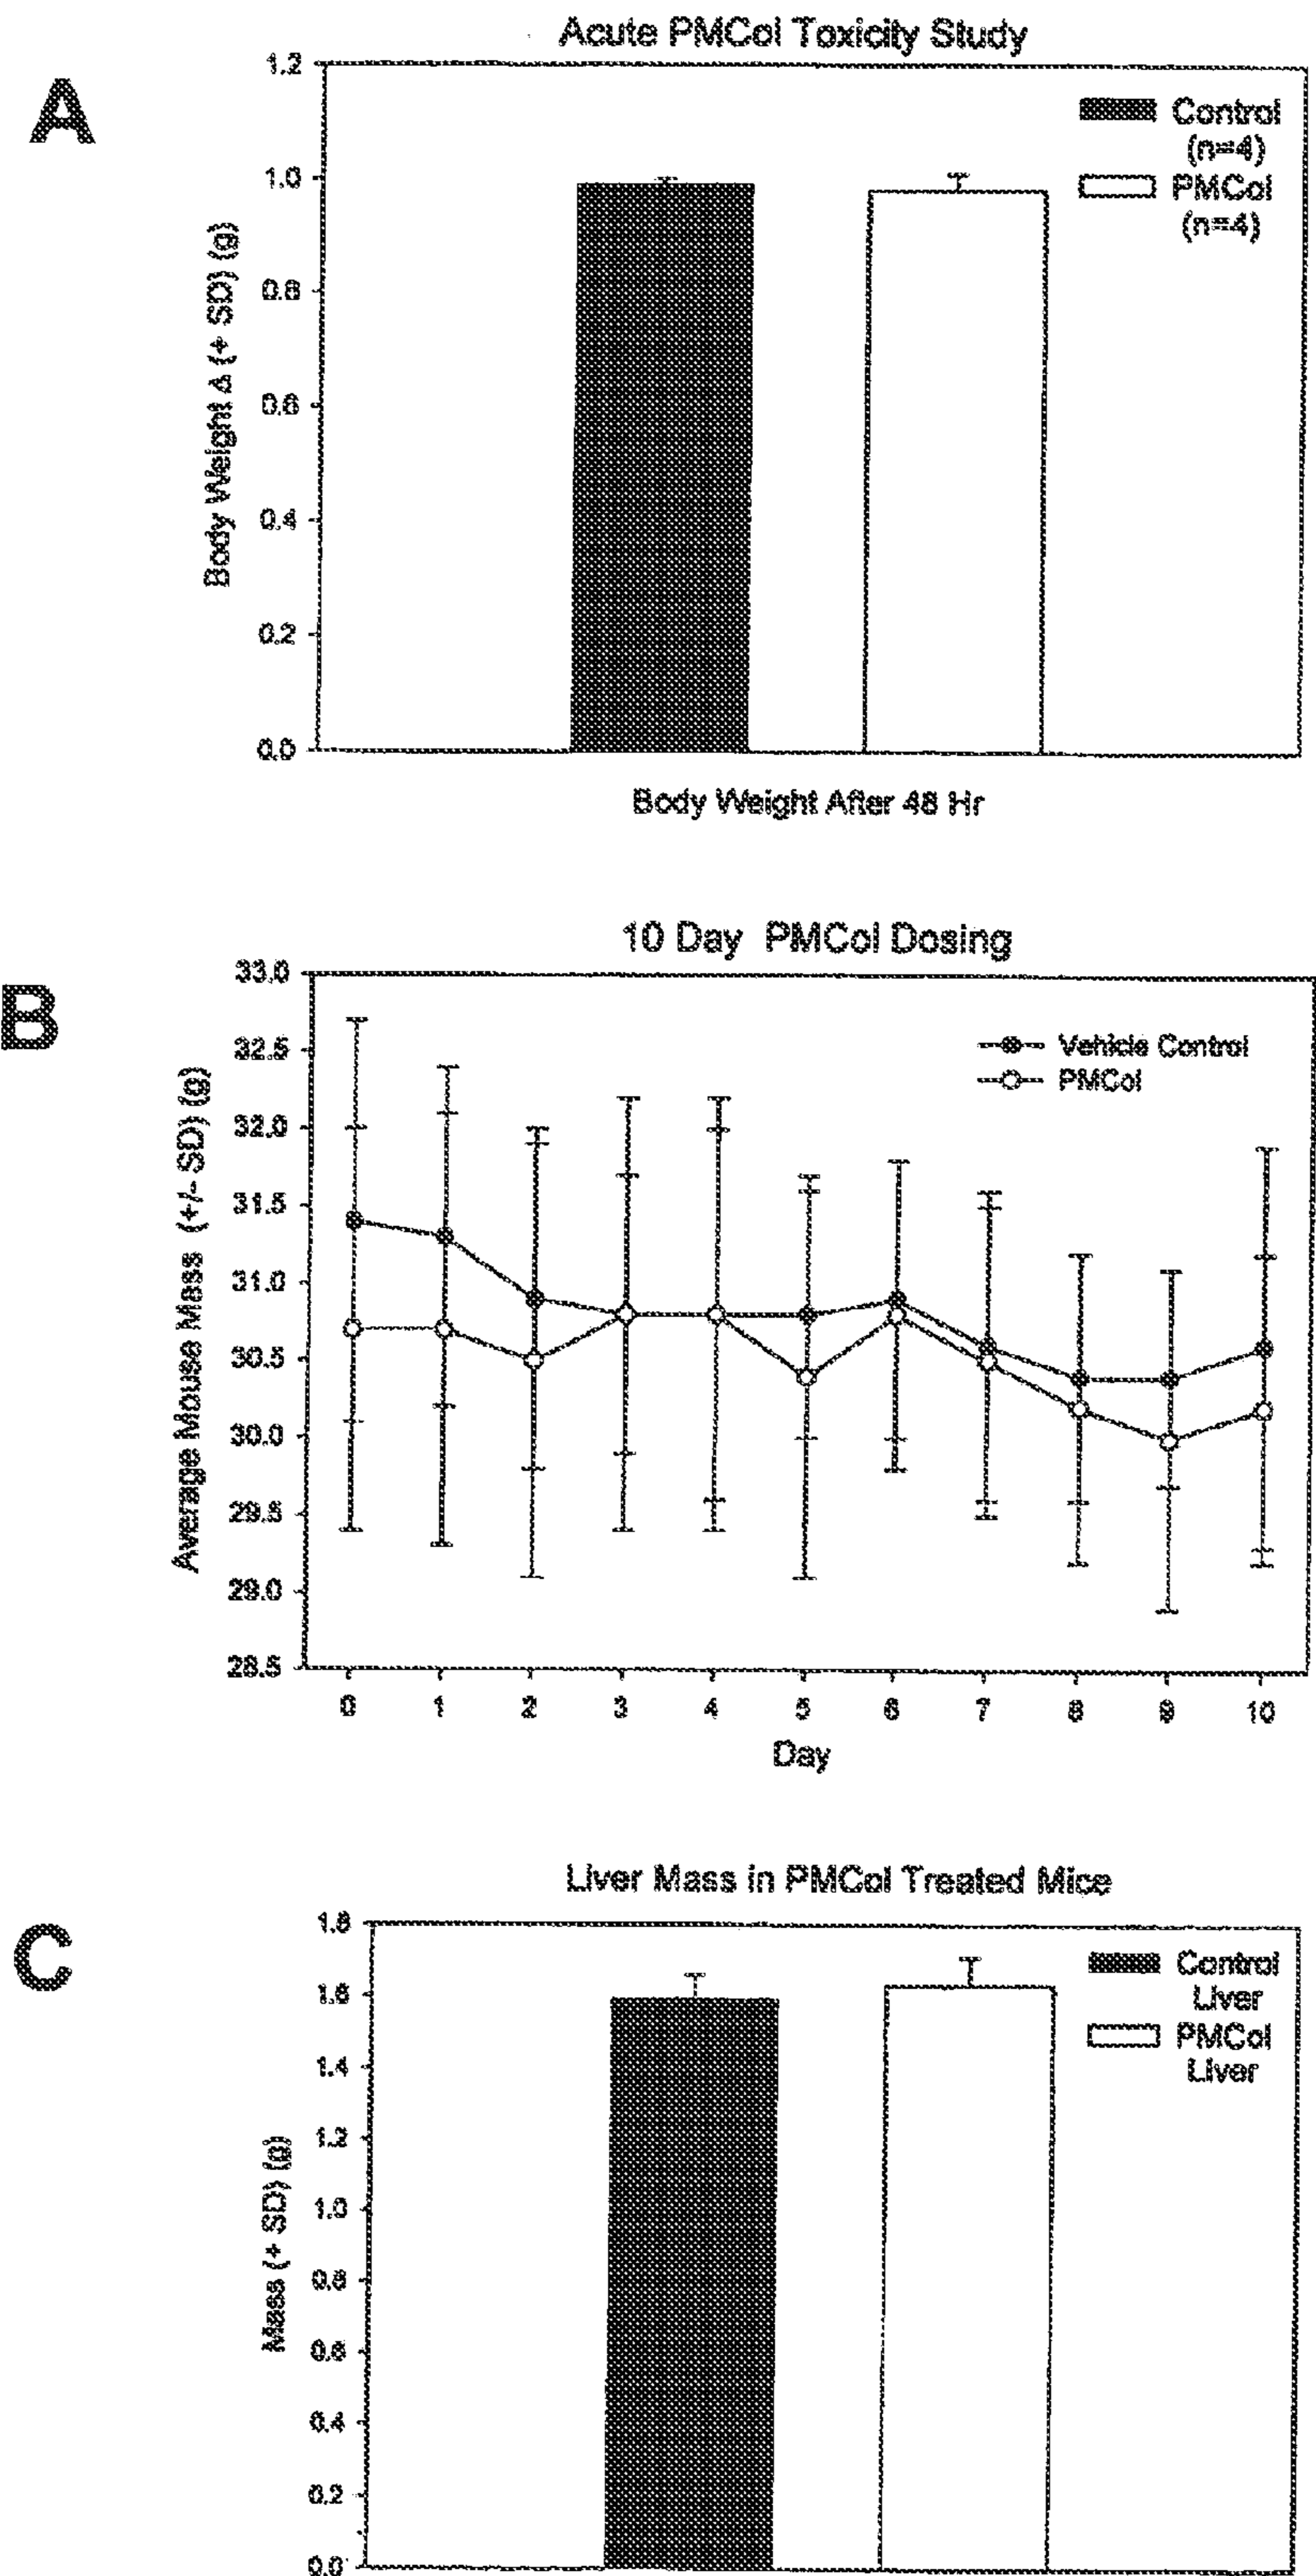 Acute PMCol Toxicity Study
A
1.2
1.0
0.8
0.6
0.4
0.2
0.0
Body Weight Δ (+ SD) (g)
Control
(n=4)
PMCol
(n=4)
Body Weight After 48 Hr
10 Day PMCol Dosing
B
33.0
32.5
32.0
31.5
31.0
30.5
30.0
29.5
29.0
28.5
Average Mouse Mass (+/- SD) (g)
Vehicle Control
PMCol
0 1 2 3 4 5 6 7 8 9 10
Day
Liver Mass in PMCol Treated Mice
C
1.8
1.6
1.4
1.2
1.0
0.8
0.6
0.4
0.2
0.0
Mass (+ SD) (g)
Control
Liver
PMCol
Liver